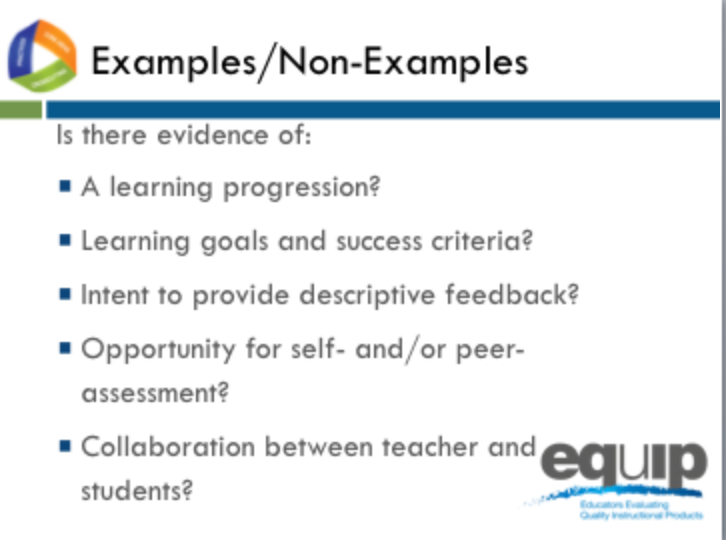 Examples/Non-Examples
Is there evidence of:
A learning progression?
Learning goals and success criteria?
Intent to provide descriptive feedback?
Opportunity for self- and/or peer-
assessment?
Collaboration between teacher and
students?
equip
Educators Evaluating
Quality Instructional Products